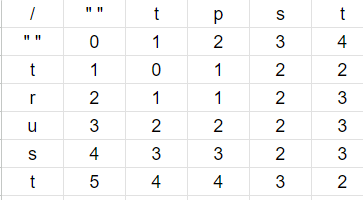 / " " t p s t
" " 0 1 2 3 4
t 1 0 1 2 2
r 2 1 1 2 3
u 3 2 2 2 3
s 4 3 3 2 3
t 5 4 4 3 2